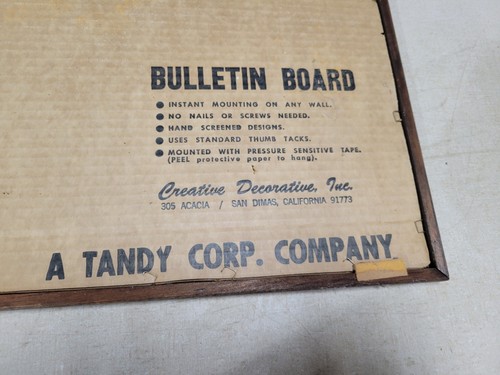 BULLETIN BOARD
● INSTANT MOUNTING ON ANY WALL.
● NO NAILS OR SCREWS NEEDED.
● HAND SCREENED DESIGNS.
● USES STANDARD THUMB TACKS.
● MOUNTED WITH PRESSURE SENSITIVE TAPE.
(PEEL protective paper to hang).
Creative Decorative, Inc.
305 ACACIA / SAN DIMAS, CALIFORNIA 91773
A TANDY CORP. COMPANY